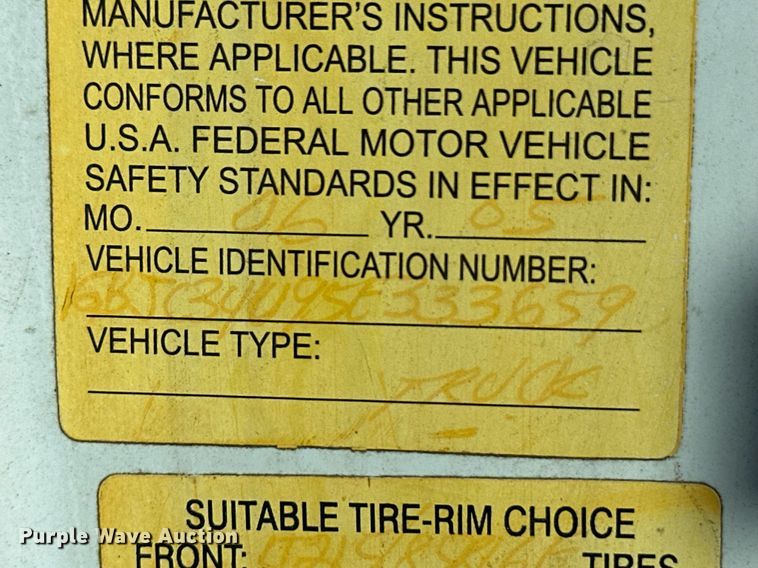 MANUFACTURER'S INSTRUCTIONS,
WHERE APPLICABLE. THIS VEHICLE
CONFORMS TO ALL OTHER APPLICABLE
U.S.A. FEDERAL MOTOR VEHICLE
SAFETY STANDARDS IN EFFECT IN:
MO. 06 YR. 05
VEHICLE IDENTIFICATION NUMBER:
VEHICLE TYPE:
TRUCK
SUITABLE TIRE-RIM CHOICE
FRONT: TIRES
Purple Wave Auction